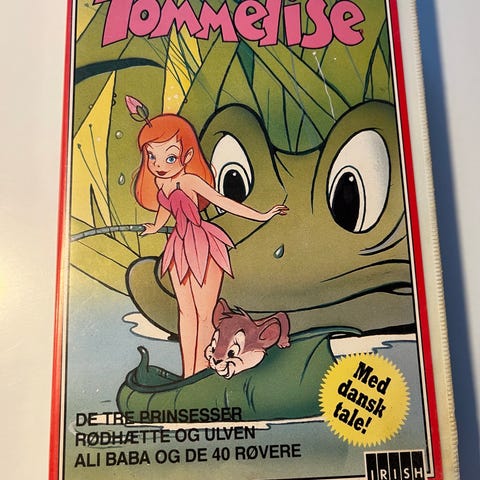 Tommelise
Med
dansk
tale!
DE TRE PRINSESSER
RØDHÆTTE OG ULVEN
ALI BABA OG DE 40 RØVERE
IRISH